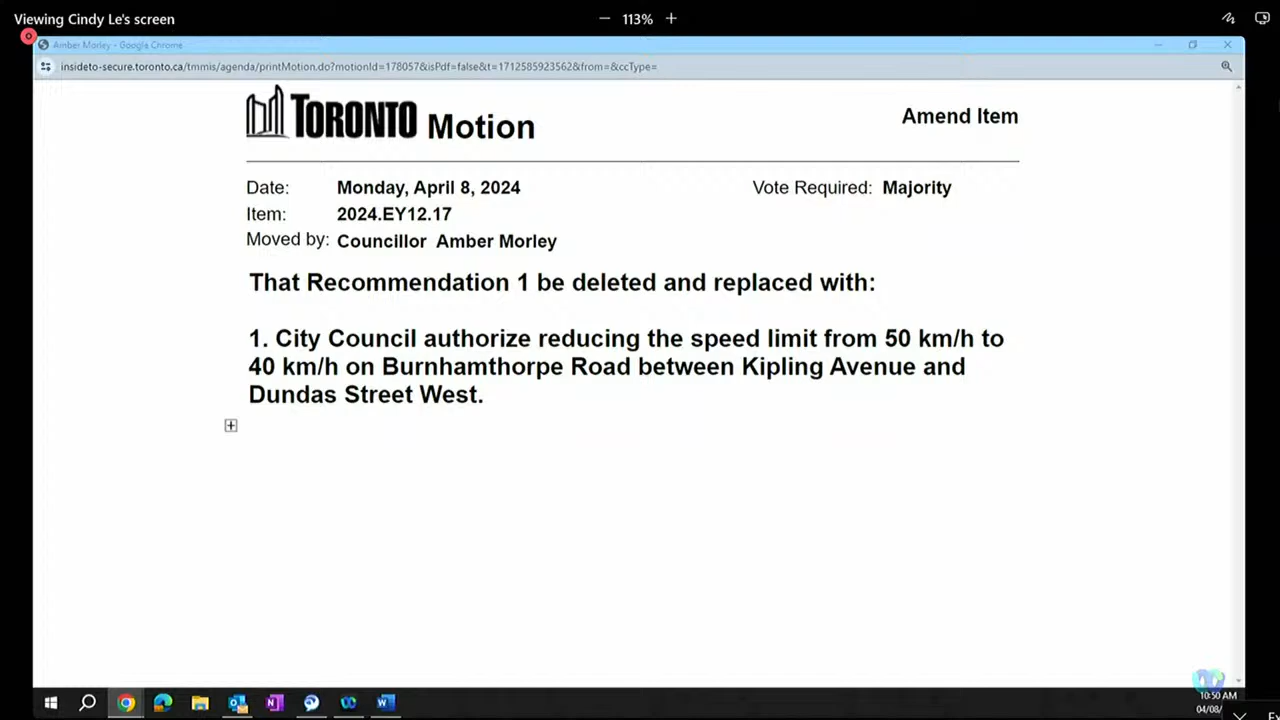 Viewing Cindy Le's screen
113%
Amber Morley - Google Chrome
insideto-secure.toronto.ca/tmmis/agenda/printMotion.do?motionId=178057&isPdf=false&t=1712585923562&from=&ccType=
TORONTO Motion
Amend Item
Date: Monday, April 8, 2024
Vote Required: Majority
Item: 2024.EY12.17
Moved by: Councillor Amber Morley
That Recommendation 1 be deleted and replaced with:
1. City Council authorize reducing the speed limit from 50 km/h to
40 km/h on Burnhamthorpe Road between Kipling Avenue and
Dundas Street West.
10:50 AM
04/08/